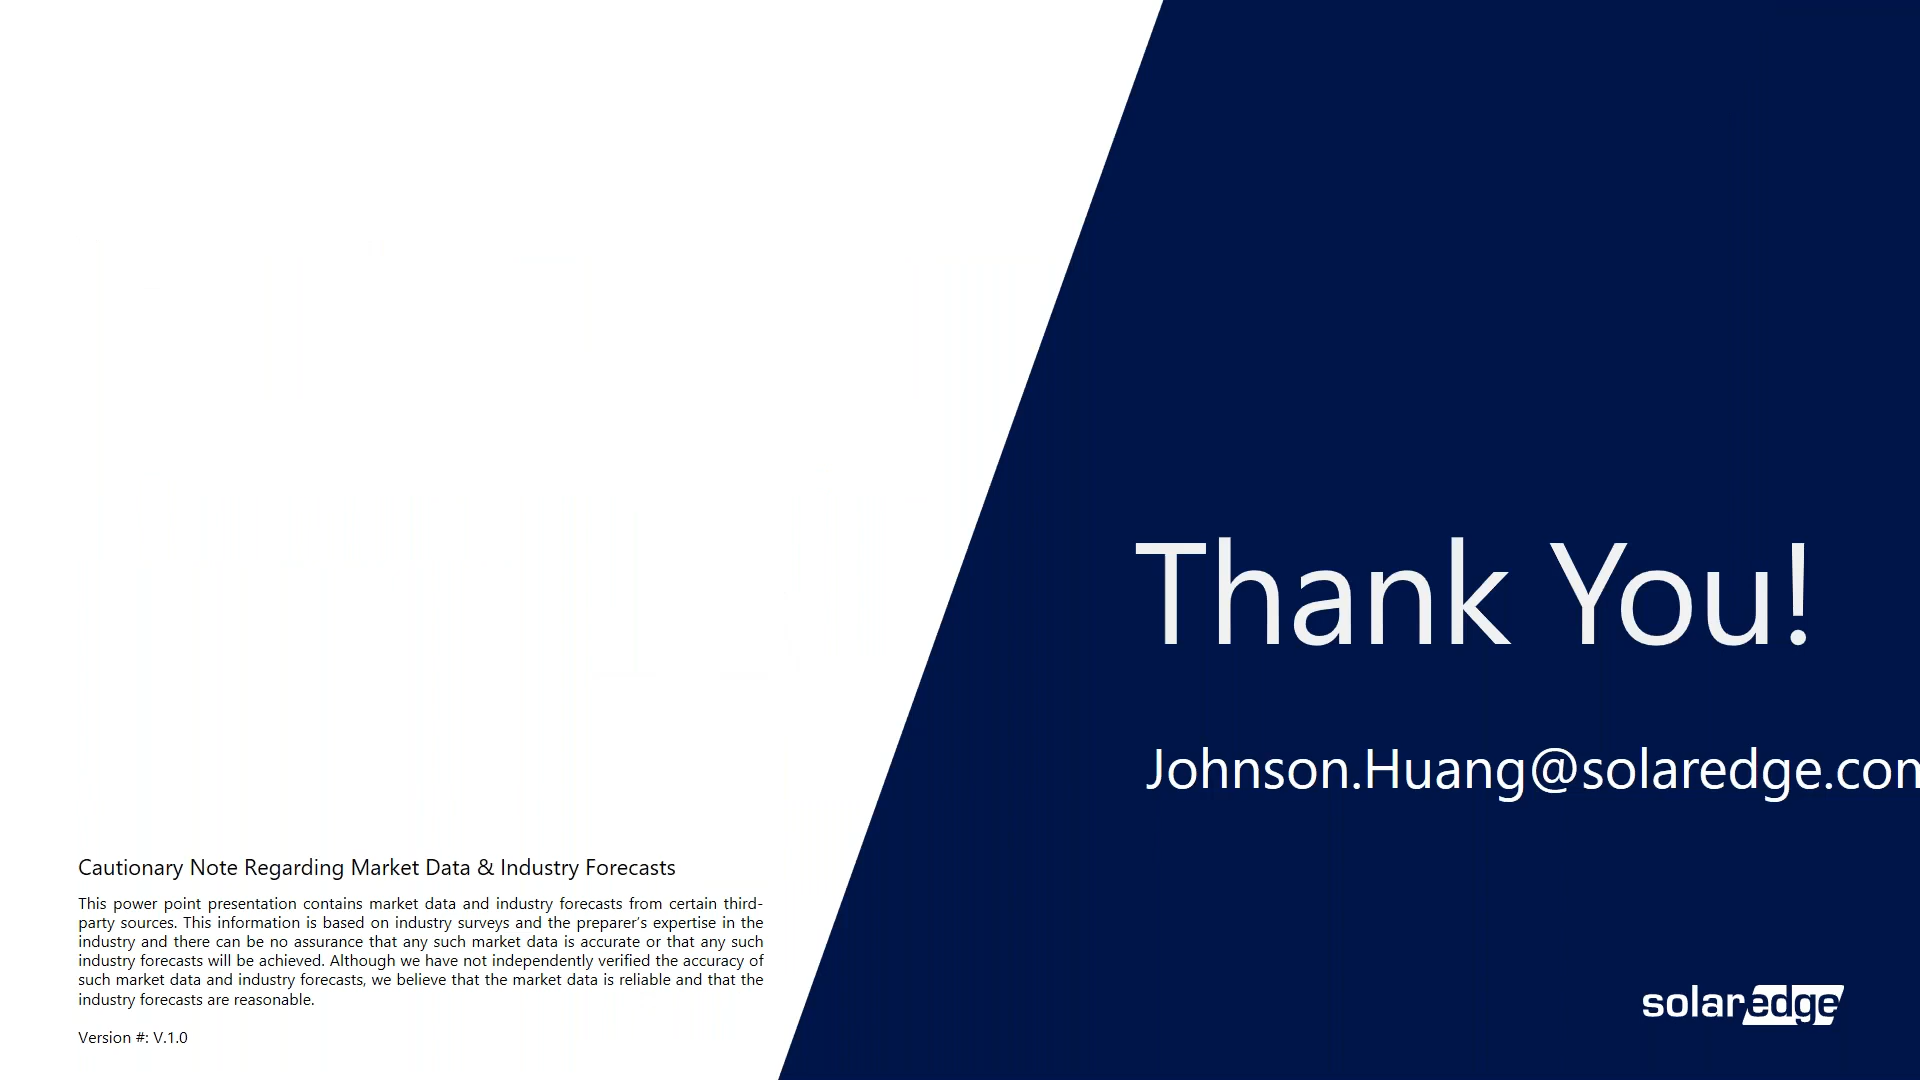 Thank You!
Johnson.Huang@solaredge.com
Cautionary Note Regarding Market Data & Industry Forecasts
This power point presentation contains market data and industry forecasts from certain third-
party sources. This information is based on industry surveys and the preparer’s expertise in the
industry and there can be no assurance that any such market data is accurate or that any such
industry forecasts will be achieved. Although we have not independently verified the accuracy of
such market data and industry forecasts, we believe that the market data is reliable and that the
industry forecasts are reasonable.
Version #: V.1.0
solaredge